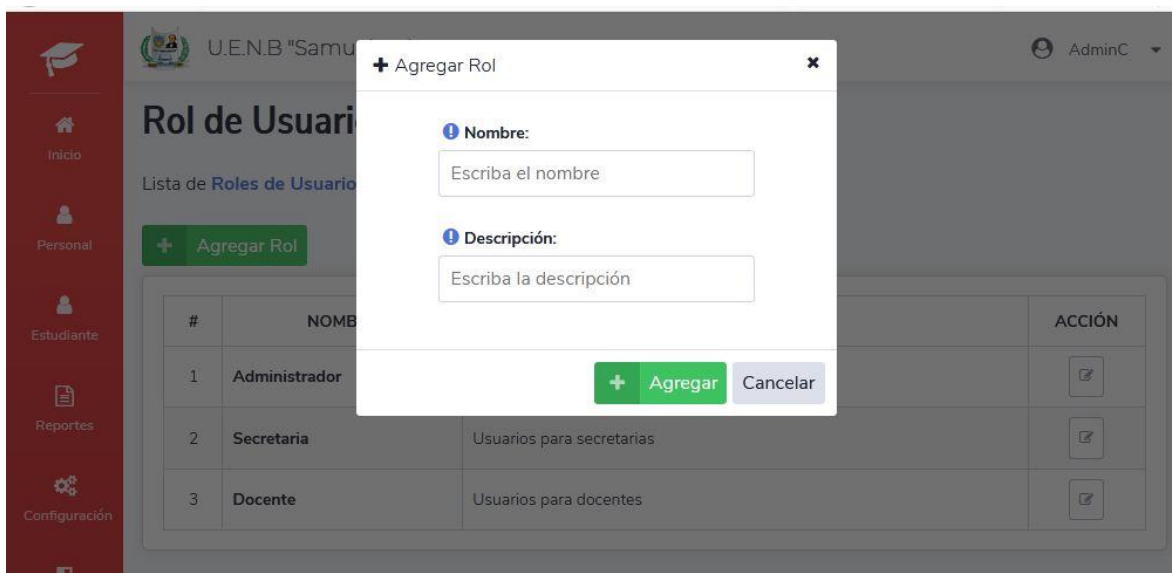 U.E.N.B "Samu
AdminC
Inicio
Personal
Estudiante
Reportes
Configuración
Rol de Usuari
Lista de Roles de Usuario
+ Agregar Rol
# NOMB ACCIÓN
1 Administrador
2 Secretaria Usuarios para secretarias
3 Docente Usuarios para docentes
+ Agregar Rol
Nombre:
Escriba el nombre
Descripción:
Escriba la descripción
+ Agregar Cancelar